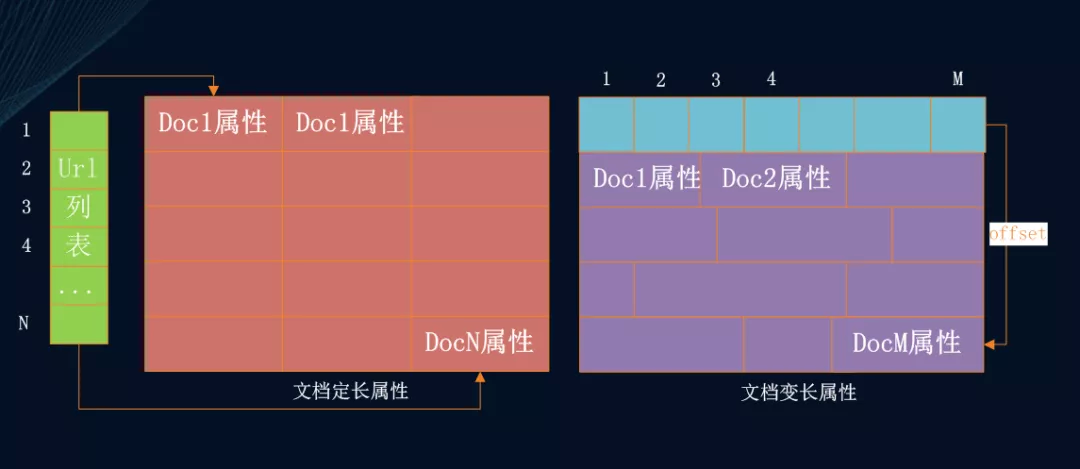 1
2
3
4
N
Url
列
表
...
Doc1属性 Doc1属性
DocN属性
文档定长属性
1 2 3 4 M
Doc1属性 Doc2属性
offset
DocM属性
文档变长属性